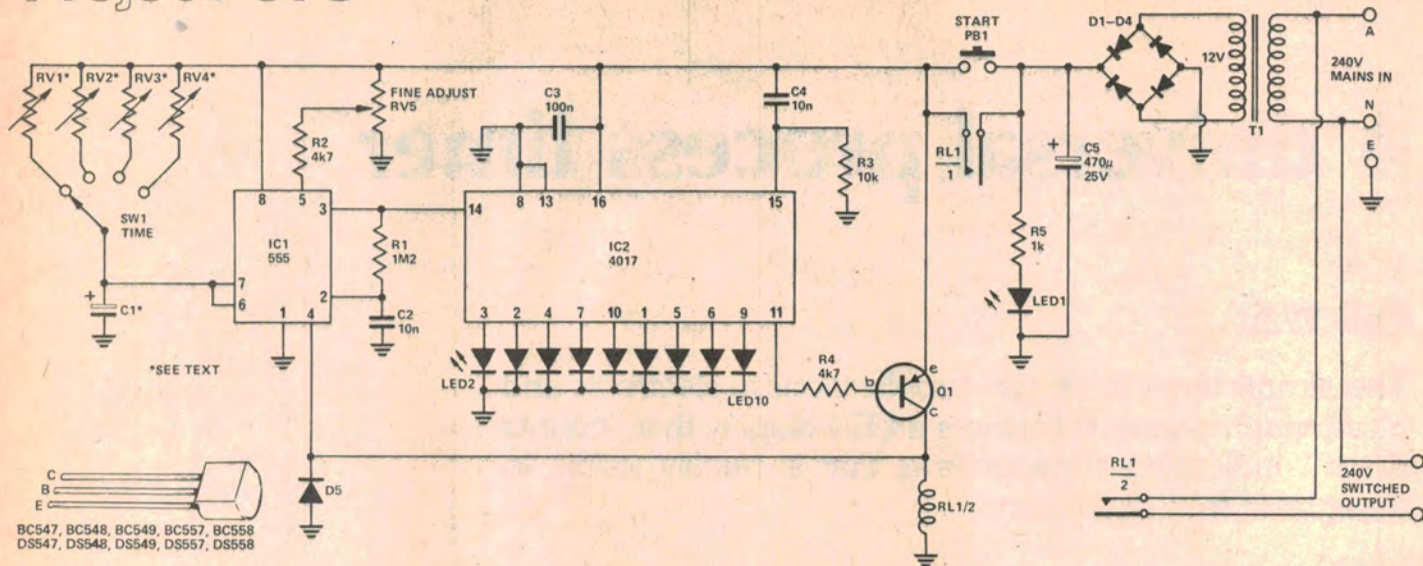 RV1*
RV2*
RV3*
RV4*
R2
4k7
FINE ADJUST
RV5
C3
100n
C4
10n
START
PB1
D1–D4
12V
T1
A
240V
MAINS IN
N
E
SW1
TIME
C1*
8
5
7
6
3
2
1
4
IC1
555
R1
1M2
C2
10n
14
8
13
16
15
IC2
4017
3
2
4
7
10
1
5
6
9
11
LED2
LED10
R3
10k
RL1
1
C5
470μ
25V
R5
1k
LED1
R4
4k7
b
e
c
Q1
*SEE TEXT
D5
RL1/2
RL1
2
240V
SWITCHED
OUTPUT
C
B
E
BC547, BC548, BC549, BC557, BC558
DS547, DS548, DS549, DS557, DS558